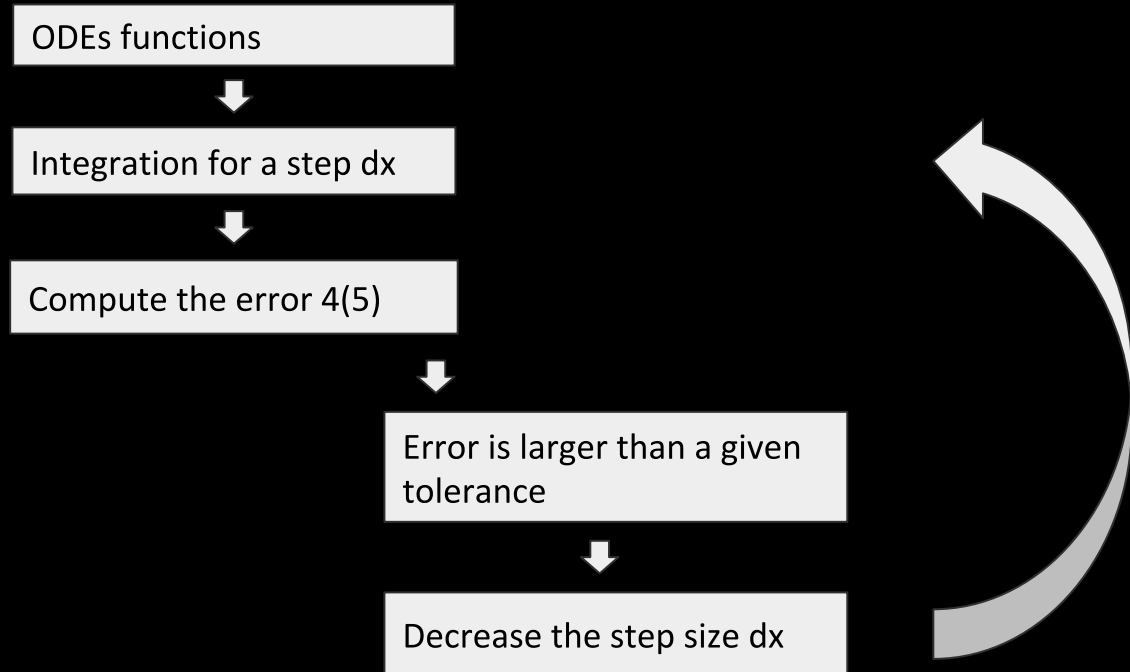 ODEs functions
Integration for a step dx
Compute the error 4(5)
Error is larger than a given
tolerance
Decrease the step size dx